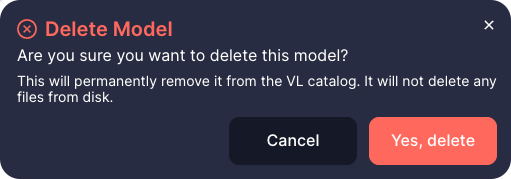 Delete Model
Are you sure you want to delete this model?
This will permanently remove it from the VL catalog. It will not delete any
files from disk.
Cancel
Yes, delete